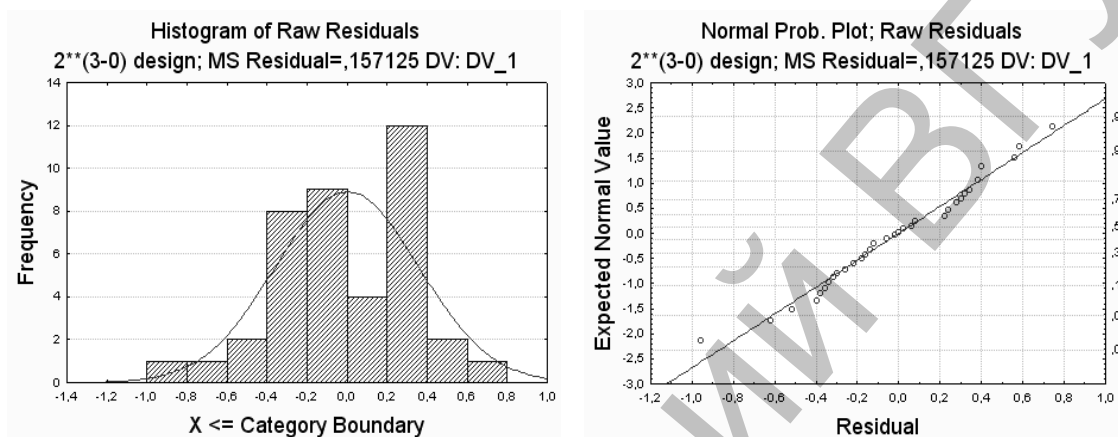 Histogram of Raw Residuals
2**(3-0) design; MS Residual=,157125 DV: DV_1
14
12
10
8
6
4
2
0
Frequency
-1,4 -1,2 -1,0 -0,8 -0,6 -0,4 -0,2 0,0 0,2 0,4 0,6 0,8 1,0
X <= Category Boundary
Normal Prob. Plot; Raw Residuals
2**(3-0) design; MS Residual=,157125 DV: DV_1
3,0
2,5
2,0
1,5
1,0
0,5
0,0
-0,5
-1,0
-1,5
-2,0
-2,5
-3,0
Expected Normal Value
-1,2 -1,0 -0,8 -0,6 -0,4 -0,2 0,0 0,2 0,4 0,6 0,8 1,0
Residual